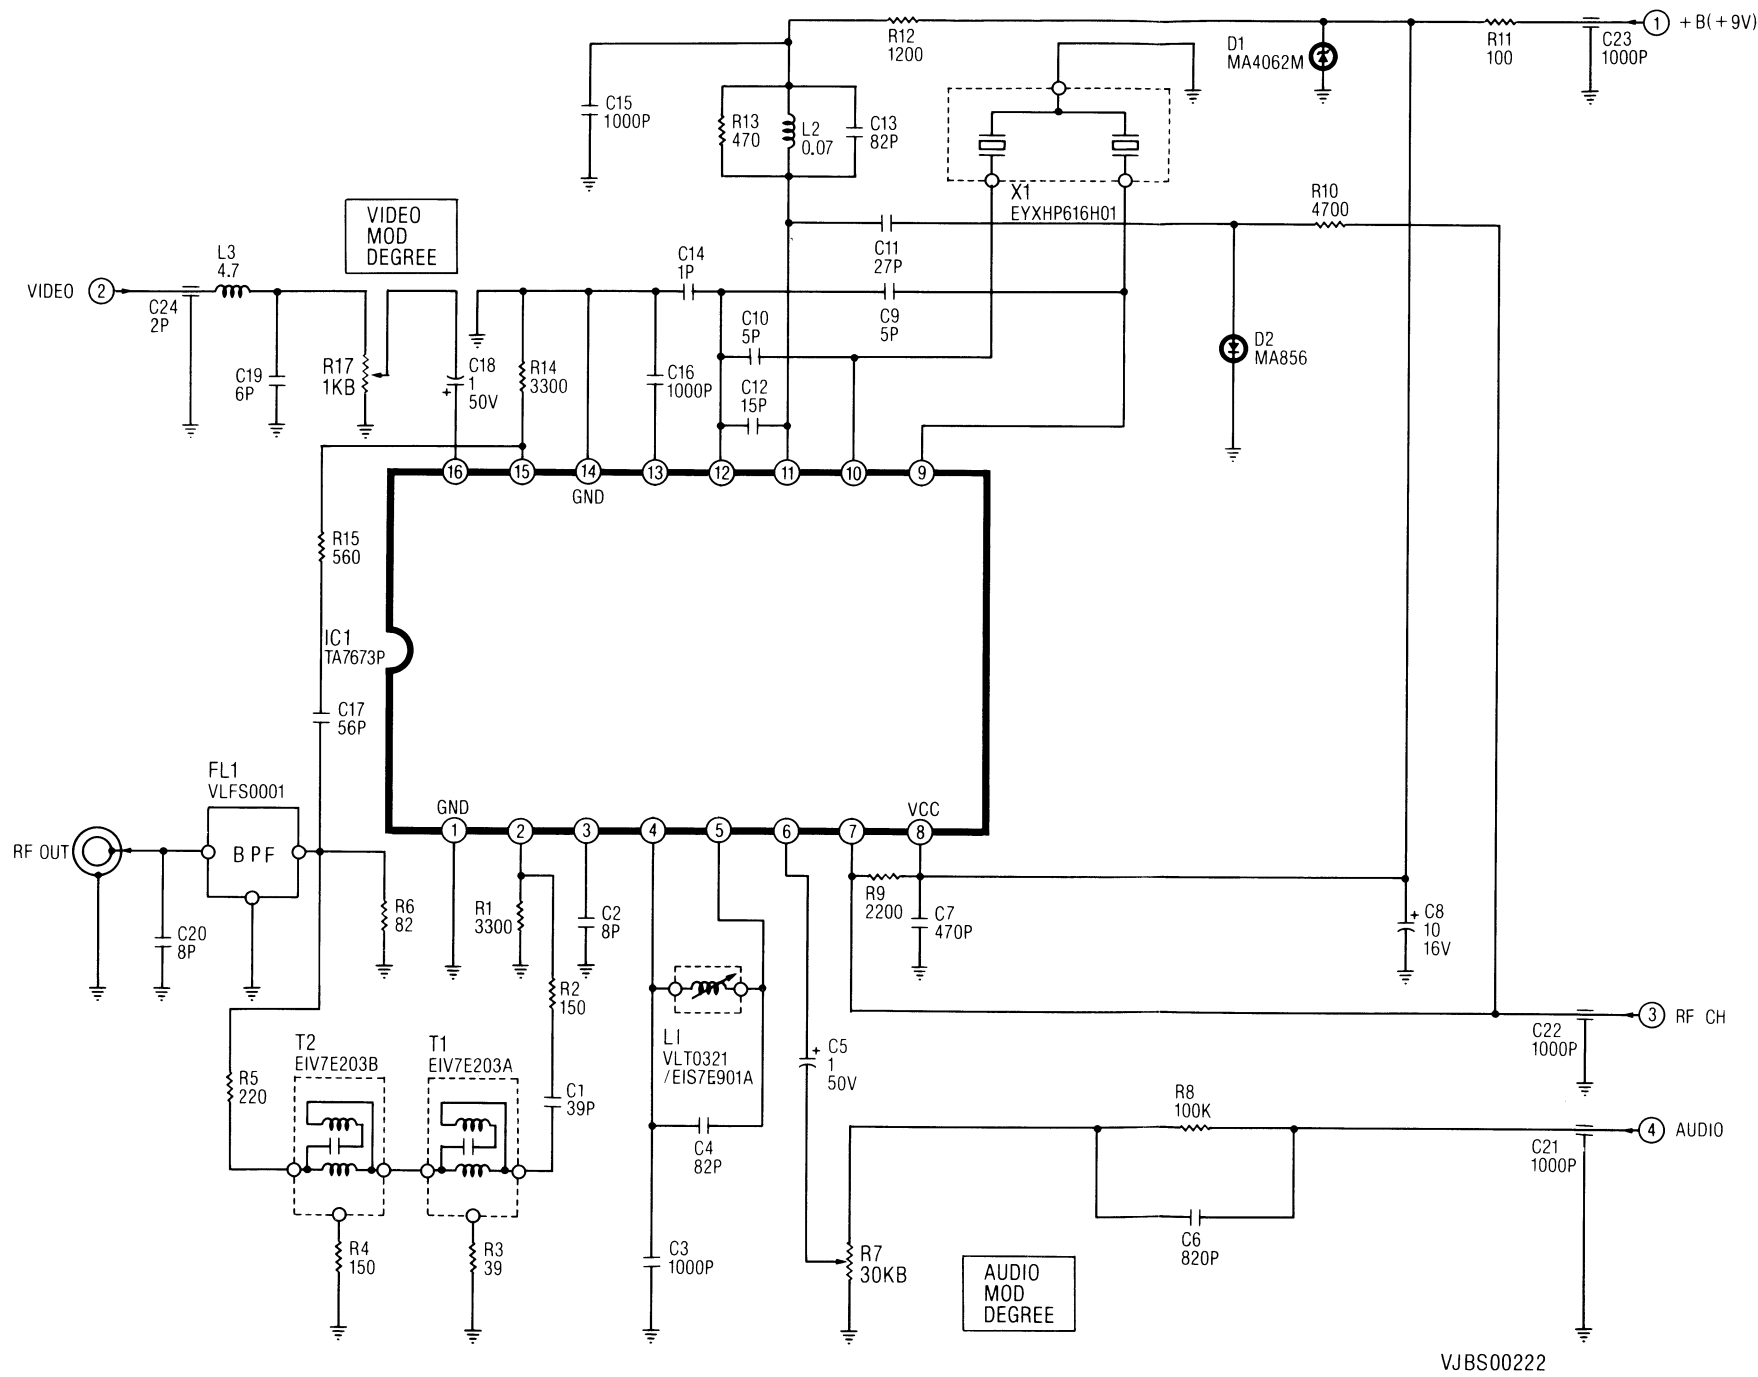 R12
1200
D1
MA4062M
R11
100
C23
1000P
1
+B(+9V)
C15
1000P
R13
470
L2
0.07
C13
82P
X1
EYXHP616H01
R10
4700
VIDEO
MOD
DEGREE
L3
4.7
C14
1P
C11
27P
VIDEO
2
C24
2P
C19
6P
R17
1KB
+
C18
1
50V
R14
3300
C16
1000P
C10
5P
C9
5P
C12
15P
D2
MA856
16
15
14
13
12
11
10
9
GND
R15
560
IC1
TA7673P
C17
56P
FL1
VLFS0001
BPF
RF OUT
GND
VCC
1
2
3
4
5
6
7
8
C20
8P
R6
82
R1
3300
C2
8P
R9
2200
C7
470P
+
C8
10
16V
R2
150
L1
VLT0321
/EIS7E901A
+
C5
1
50V
C22
1000P
3
RF CH
T2
EIV7E203B
T1
EIV7E203A
R5
220
C1
39P
C4
82P
R8
100K
C21
1000P
4
AUDIO
R4
150
R3
39
C3
1000P
R7
30KB
C6
820P
AUDIO
MOD
DEGREE
VJBS00222